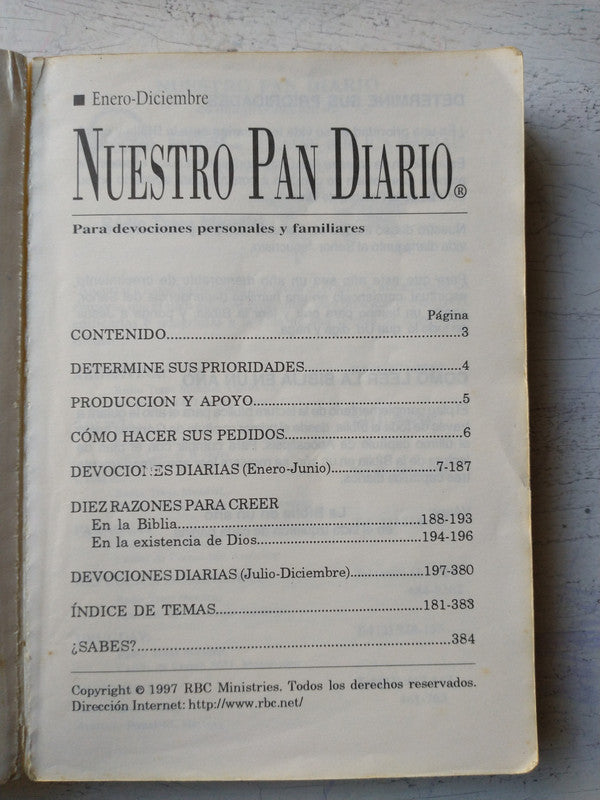 ■ Enero-Diciembre
NUESTRO PAN DIARIO®
Para devociones personales y familiares
Página
CONTENIDO...3
DETERMINE SUS PRIORIDADES...4
PRODUCCION Y APOYO...5
CÓMO HACER SUS PEDIDOS...6
DEVOCIONES DIARIAS (Enero-Junio)...7-187
DIEZ RAZONES PARA CREER
En la Biblia...188-193
En la existencia de Dios...194-196
DEVOCIONES DIARIAS (Julio-Diciembre)...197-380
ÍNDICE DE TEMAS...181-383
¿SABES?...384
Copyright © 1997 RBC Ministries. Todos los derechos reservados.
Dirección Internet: http://www.rbc.net/